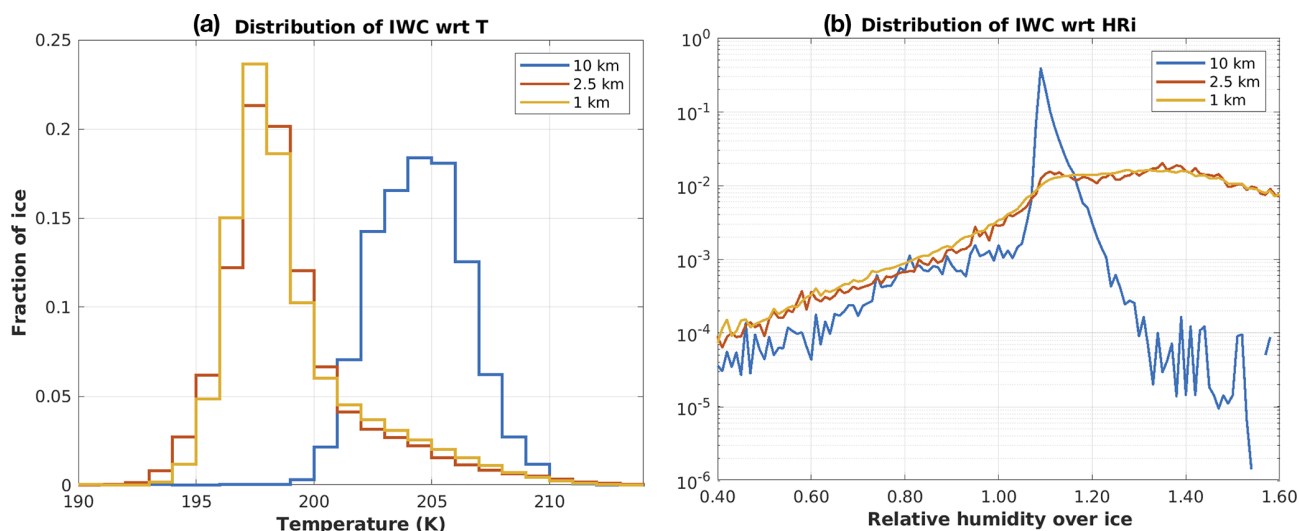 (a) Distribution of IWC wrt T
0.25
0.2
0.15
0.1
0.05
0
Fraction of ice
10 km
2.5 km
1 km
190 195 200 205 210
Temperature (K)
(b) Distribution of IWC wrt HRi
10^0
10^-1
10^-2
10^-3
10^-4
10^-5
10^-6
10 km
2.5 km
1 km
0.40 0.60 0.80 1.00 1.20 1.40 1.60
Relative humidity over ice